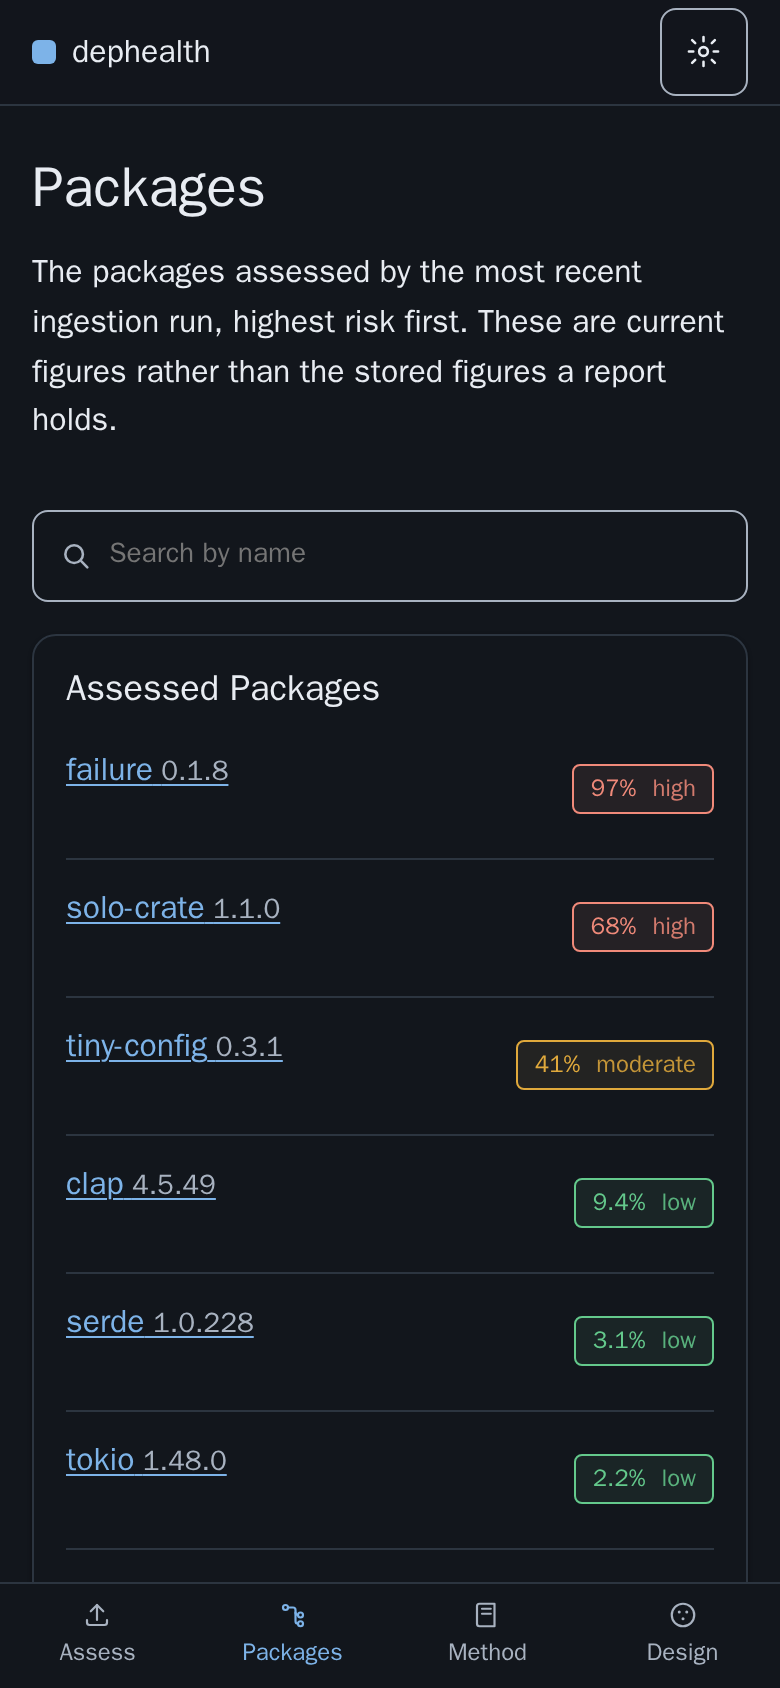 dephealth
Packages
The packages assessed by the most recent
ingestion run, highest risk first. These are current
figures rather than the stored figures a report
holds.
Search by name
Assessed Packages
failure 0.1.8
97% high
solo-crate 1.1.0
68% high
tiny-config 0.3.1
41% moderate
clap 4.5.49
9.4% low
serde 1.0.228
3.1% low
tokio 1.48.0
2.2% low
Assess Packages Method Design